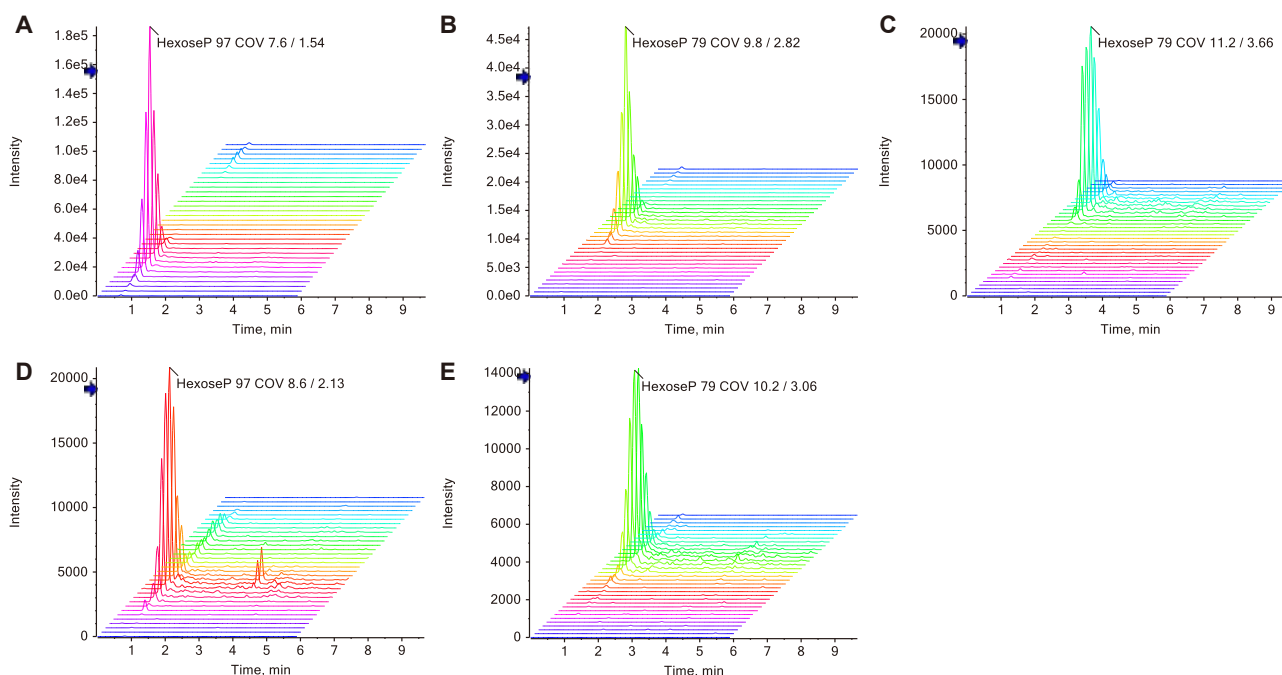 A
HexoseP 97 COV 7.6 / 1.54
Intensity
1.8e5
1.6e5
1.4e5
1.2e5
1.0e5
8.0e4
6.0e4
4.0e4
2.0e4
0.0e0
1 2 3 4 5 6 7 8 9
Time, min
B
HexoseP 79 COV 9.8 / 2.82
Intensity
4.5e4
4.0e4
3.5e4
3.0e4
2.5e4
2.0e4
1.5e4
1.0e4
5.0e3
0.0e0
1 2 3 4 5 6 7 8 9
Time, min
C
HexoseP 79 COV 11.2 / 3.66
Intensity
20000
15000
10000
5000
0
1 2 3 4 5 6 7 8 9
Time, min
D
HexoseP 97 COV 8.6 / 2.13
Intensity
20000
15000
10000
5000
0
1 2 3 4 5 6 7 8 9
Time, min
E
HexoseP 79 COV 10.2 / 3.06
Intensity
14000
12000
10000
8000
6000
4000
2000
0
1 2 3 4 5 6 7 8 9
Time, min